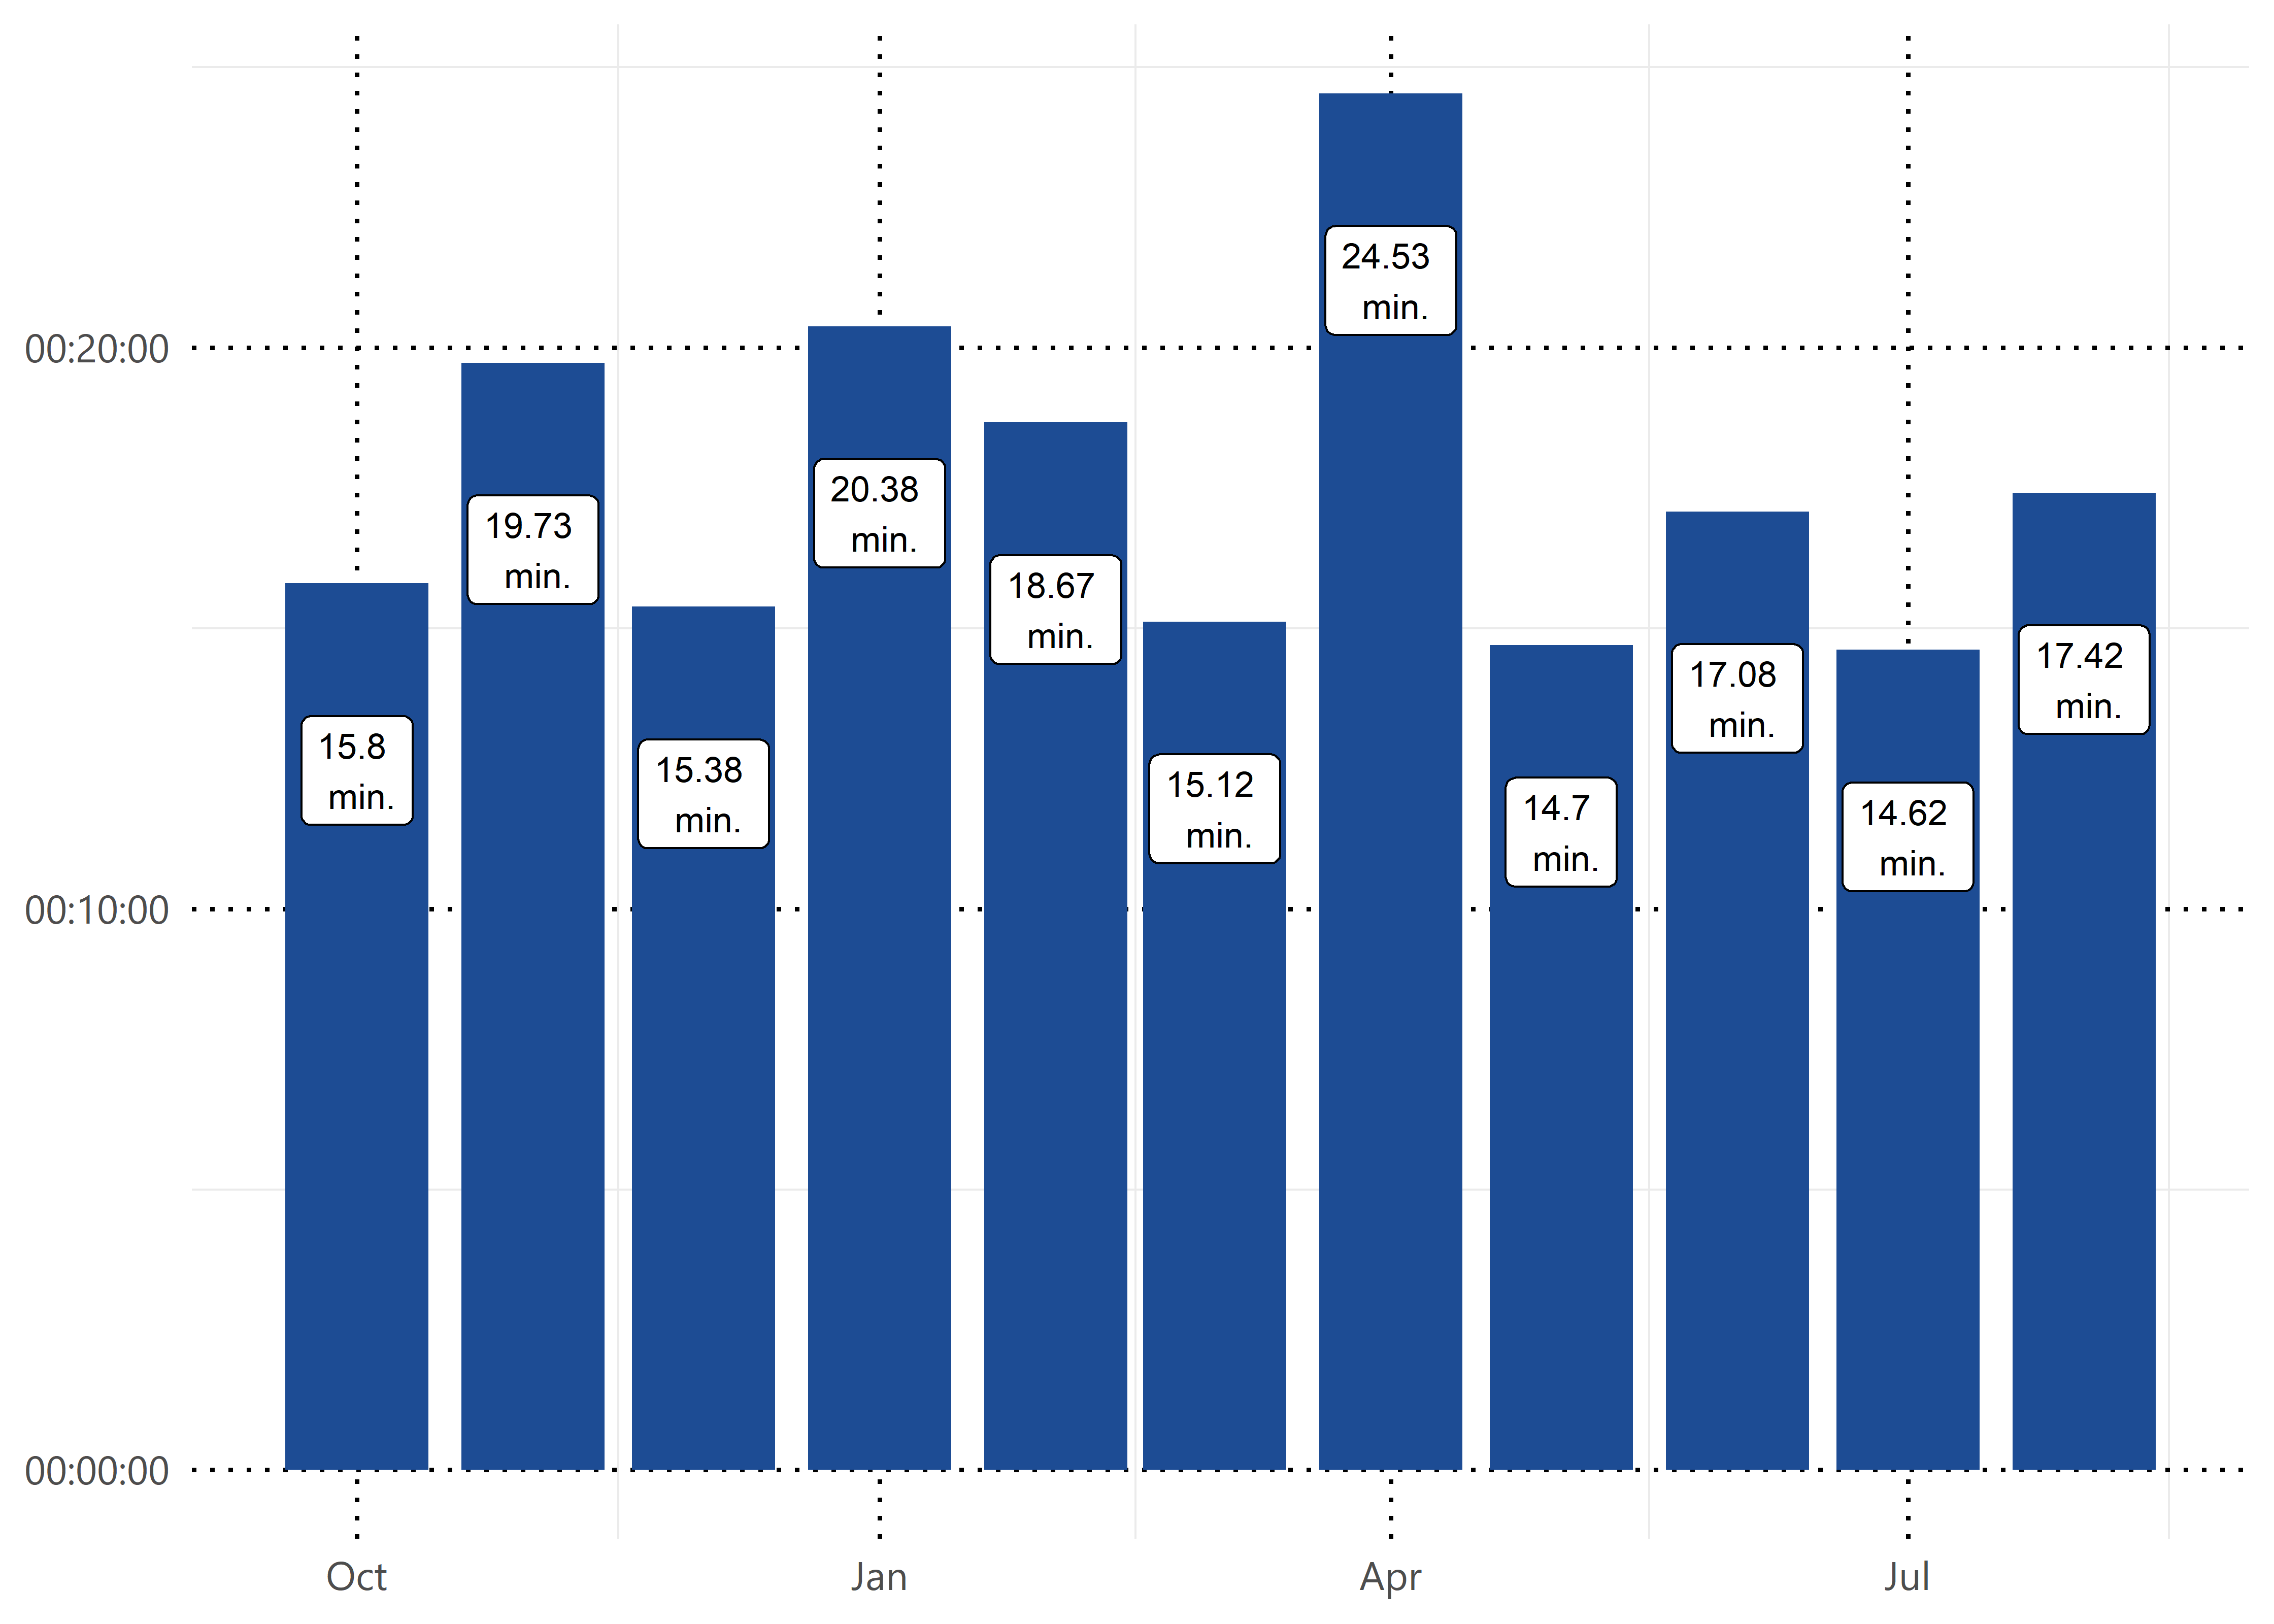 00:20:00
00:10:00
00:00:00
15.8
min.
19.73
min.
15.38
min.
20.38
min.
18.67
min.
15.12
min.
24.53
min.
14.7
min.
17.08
min.
14.62
min.
17.42
min.
Oct
Jan
Apr
Jul